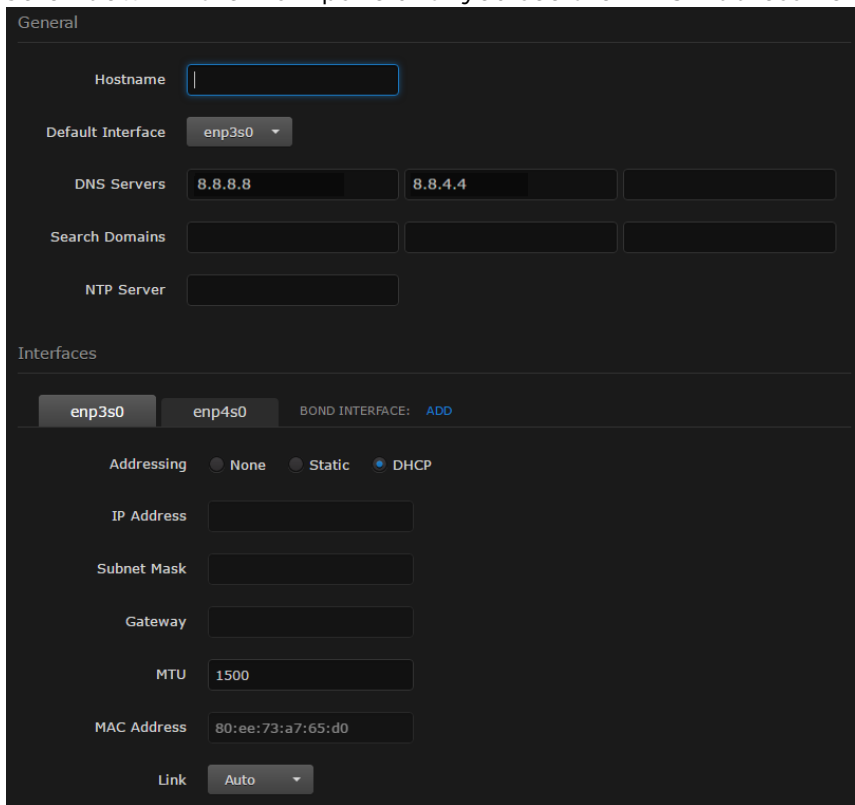 General
Hostname
Default Interface enp3s0
DNS Servers 8.8.8.8 8.8.4.4
Search Domains
NTP Server
Interfaces
enp3s0 enp4s0 BOND INTERFACE: ADD
Addressing None Static DHCP
IP Address
Subnet Mask
Gateway
MTU 1500
MAC Address 80:ee:73:a7:65:d0
Link Auto